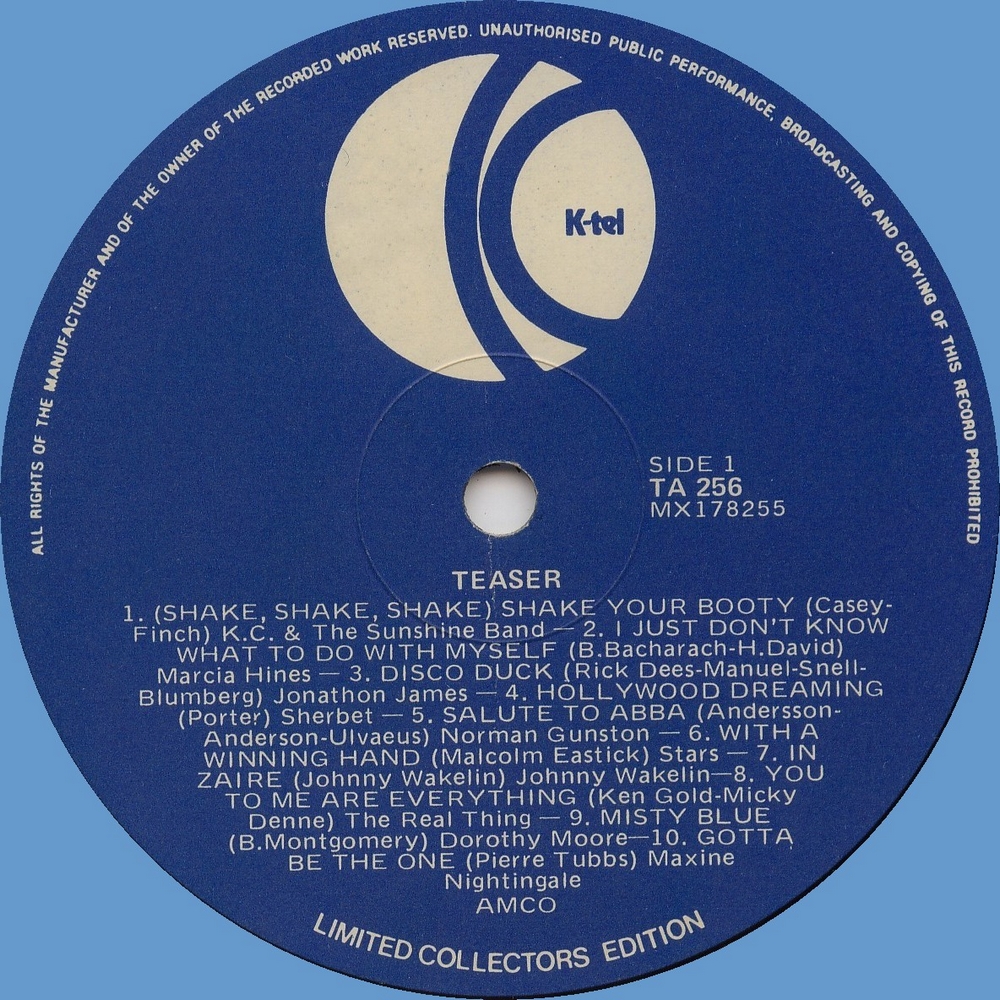 ALL RIGHTS OF THE MANUFACTURER AND OF THE OWNER OF THE RECORDED WORK RESERVED. UNAUTHORISED PUBLIC PERFORMANCE, BROADCASTING AND COPYING OF THIS RECORD PROHIBITED
K-tel
SIDE 1
TA 256
MX178255
TEASER
1. (SHAKE, SHAKE, SHAKE) SHAKE YOUR BOOTY (Casey-
Finch) K.C. & The Sunshine Band — 2. I JUST DON'T KNOW
WHAT TO DO WITH MYSELF (B.Bacharach-H.David)
Marcia Hines — 3. DISCO DUCK (Rick Dees-Manuel-Snell-
Blumberg) Jonathon James — 4. HOLLYWOOD DREAMING
(Porter) Sherbet — 5. SALUTE TO ABBA (Andersson-
Anderson-Ulvaeus) Norman Gunston — 6. WITH A
WINNING HAND (Malcolm Eastick) Stars — 7. IN
ZAIRE (Johnny Wakelin) Johnny Wakelin—8. YOU
TO ME ARE EVERYTHING (Ken Gold-Micky
Denne) The Real Thing — 9. MISTY BLUE
(B.Montgomery) Dorothy Moore—10. GOTTA
BE THE ONE (Pierre Tubbs) Maxine
Nightingale
AMCO
LIMITED COLLECTORS EDITION